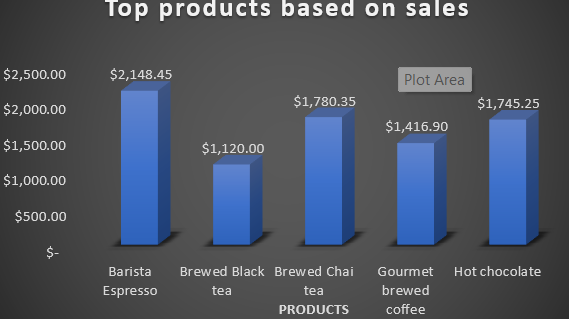 Top products based on sales
Plot Area
$2,500.00
$2,000.00
$1,500.00
$1,000.00
$500.00
$-
$2,148.45
$1,120.00
$1,780.35
$1,416.90
$1,745.25
Barista
Espresso
Brewed Black
tea
Brewed Chai
tea
Gourmet
brewed
coffee
Hot chocolate
PRODUCTS